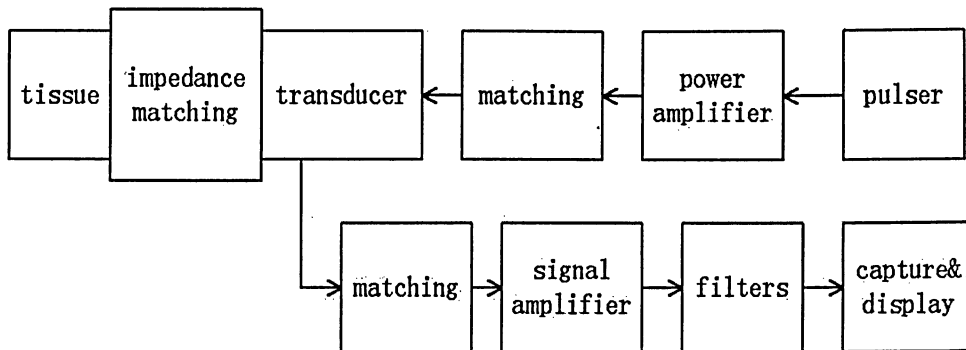 tissue
impedance
matching
transducer
matching
power
amplifier
pulser
matching
signal
amplifier
filters
capture&
display